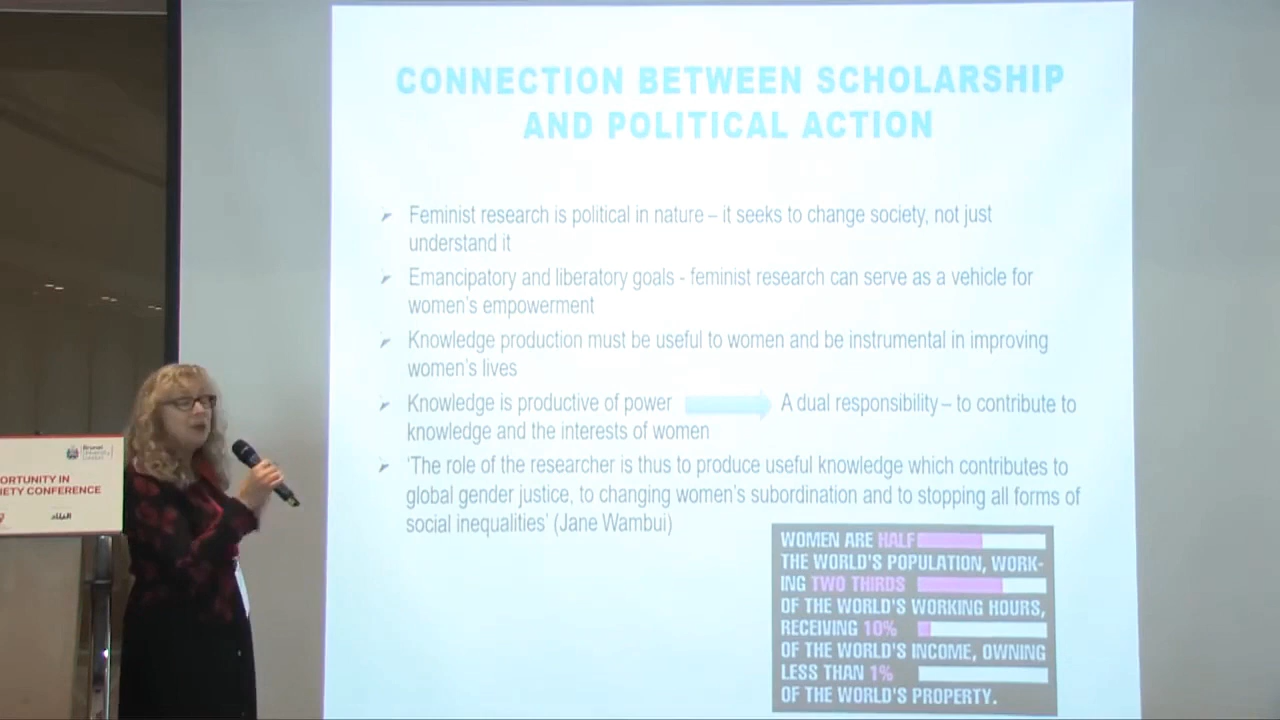 CONNECTION BETWEEN SCHOLARSHIP
AND POLITICAL ACTION
Feminist research is political in nature – it seeks to change society, not just
understand it
Emancipatory and liberatory goals - feminist research can serve as a vehicle for
women's empowerment
Knowledge production must be useful to women and be instrumental in improving
women's lives
Knowledge is productive of power A dual responsibility – to contribute to
knowledge and the interests of women
'The role of the researcher is thus to produce useful knowledge which contributes to
global gender justice, to changing women's subordination and to stopping all forms of
social inequalities' (Jane Wambui)
WOMEN ARE HALF
THE WORLD'S POPULATION, WORK-
ING TWO THIRDS
OF THE WORLD'S WORKING HOURS,
RECEIVING 10%
OF THE WORLD'S INCOME, OWNING
LESS THAN 1%
OF THE WORLD'S PROPERTY.
Brunel
University
London
ORTUNITY IN
IETY CONFERENCE